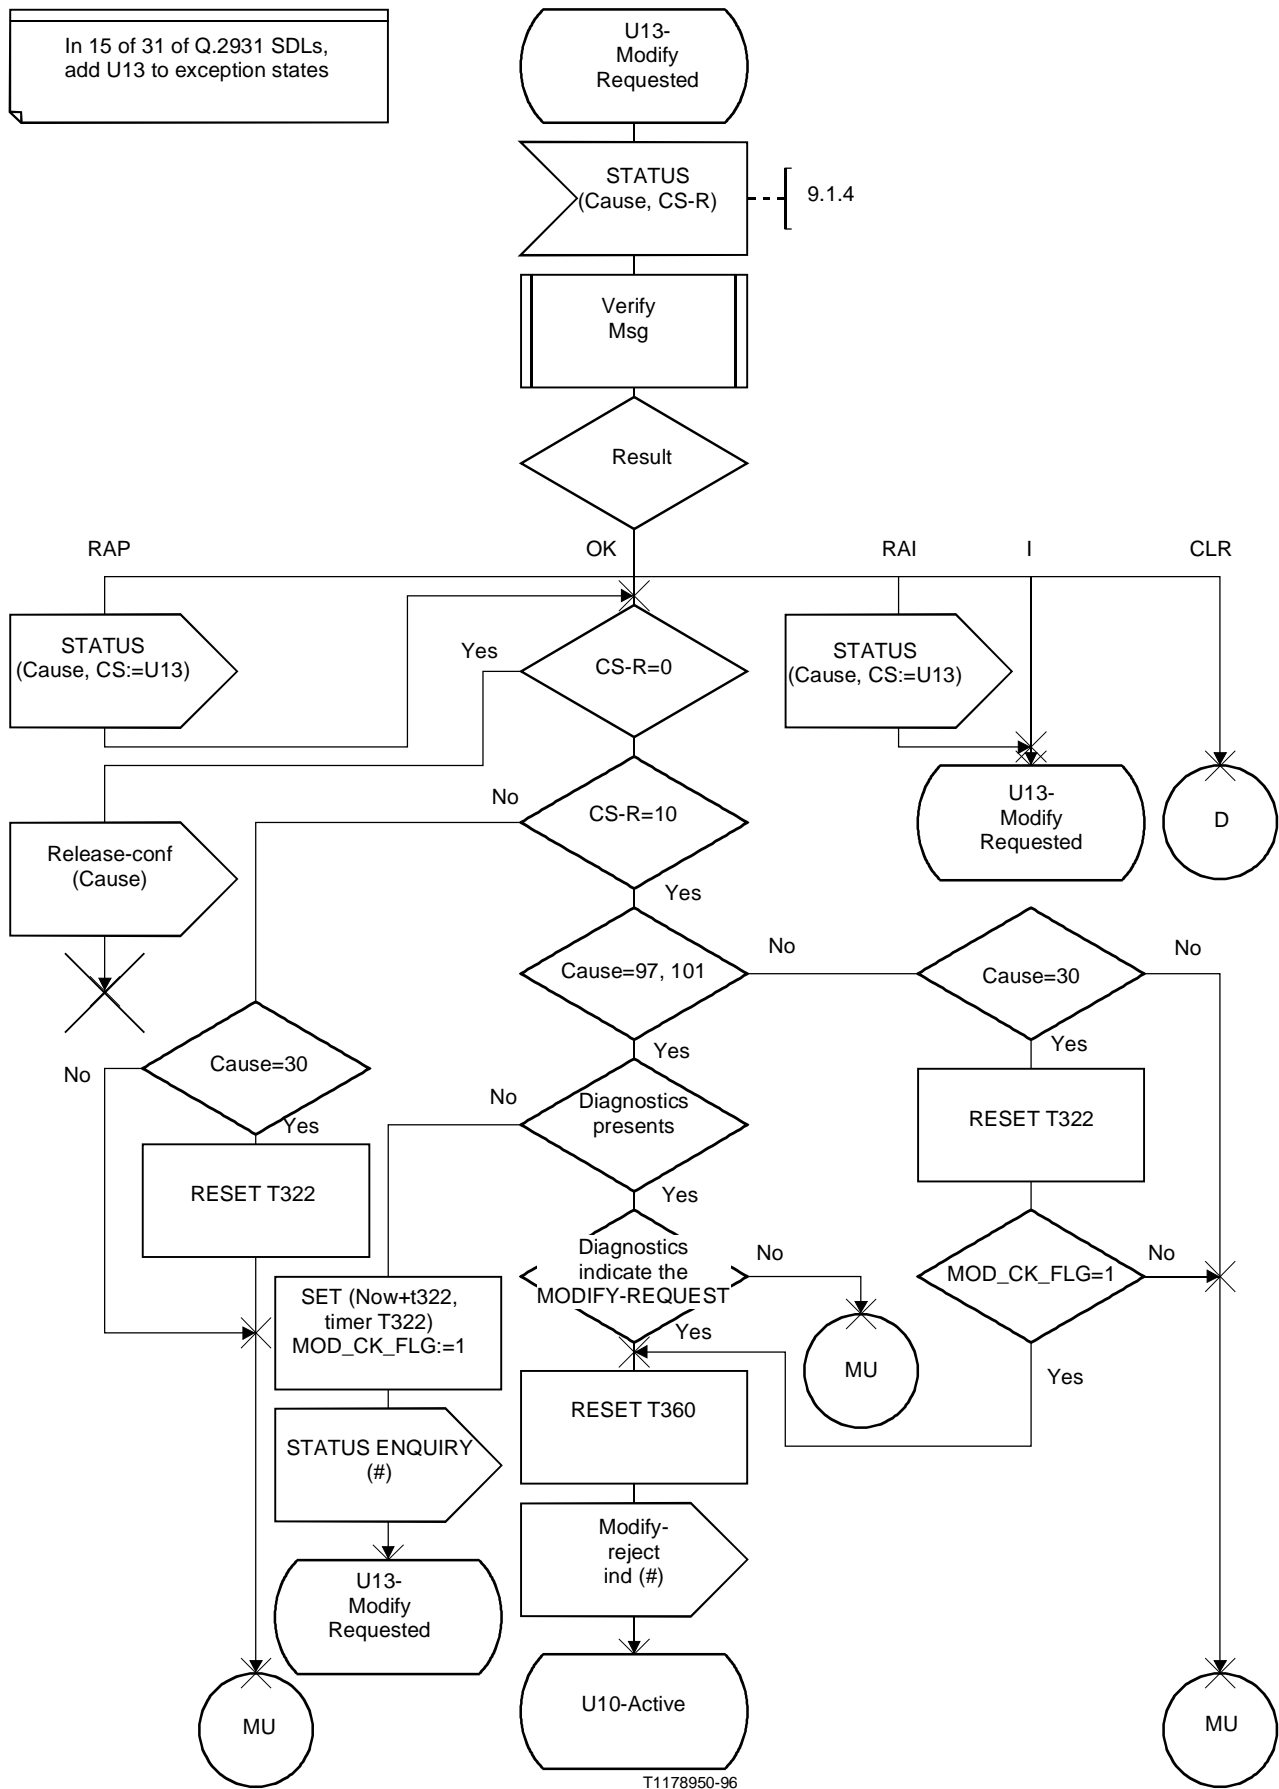 In 15 of 31 of Q.2931 SDLs,
add U13 to exception states
U13-
Modify
Requested
STATUS
(Cause, CS-R)
9.1.4
Verify
Msg
Result
RAP
OK
RAI
I
CLR
STATUS
(Cause, CS:=U13)
Yes
CS-R=0
STATUS
(Cause, CS:=U13)
No
CS-R=10
U13-
Modify
Requested
D
Release-conf
(Cause)
Yes
Cause=97, 101
No
Cause=30
No
No
Cause=30
Yes
Yes
Yes
No
Diagnostics
presents
RESET T322
RESET T322
Yes
Diagnostics
indicate the
MODIFY-REQUEST
No
MOD_CK_FLG=1
No
SET (Now+t322,
timer T322)
MOD_CK_FLG:=1
Yes
MU
Yes
RESET T360
STATUS ENQUIRY
(#)
Modify-
reject
ind (#)
U13-
Modify
Requested
U10-Active
MU
MU
T1178950-96